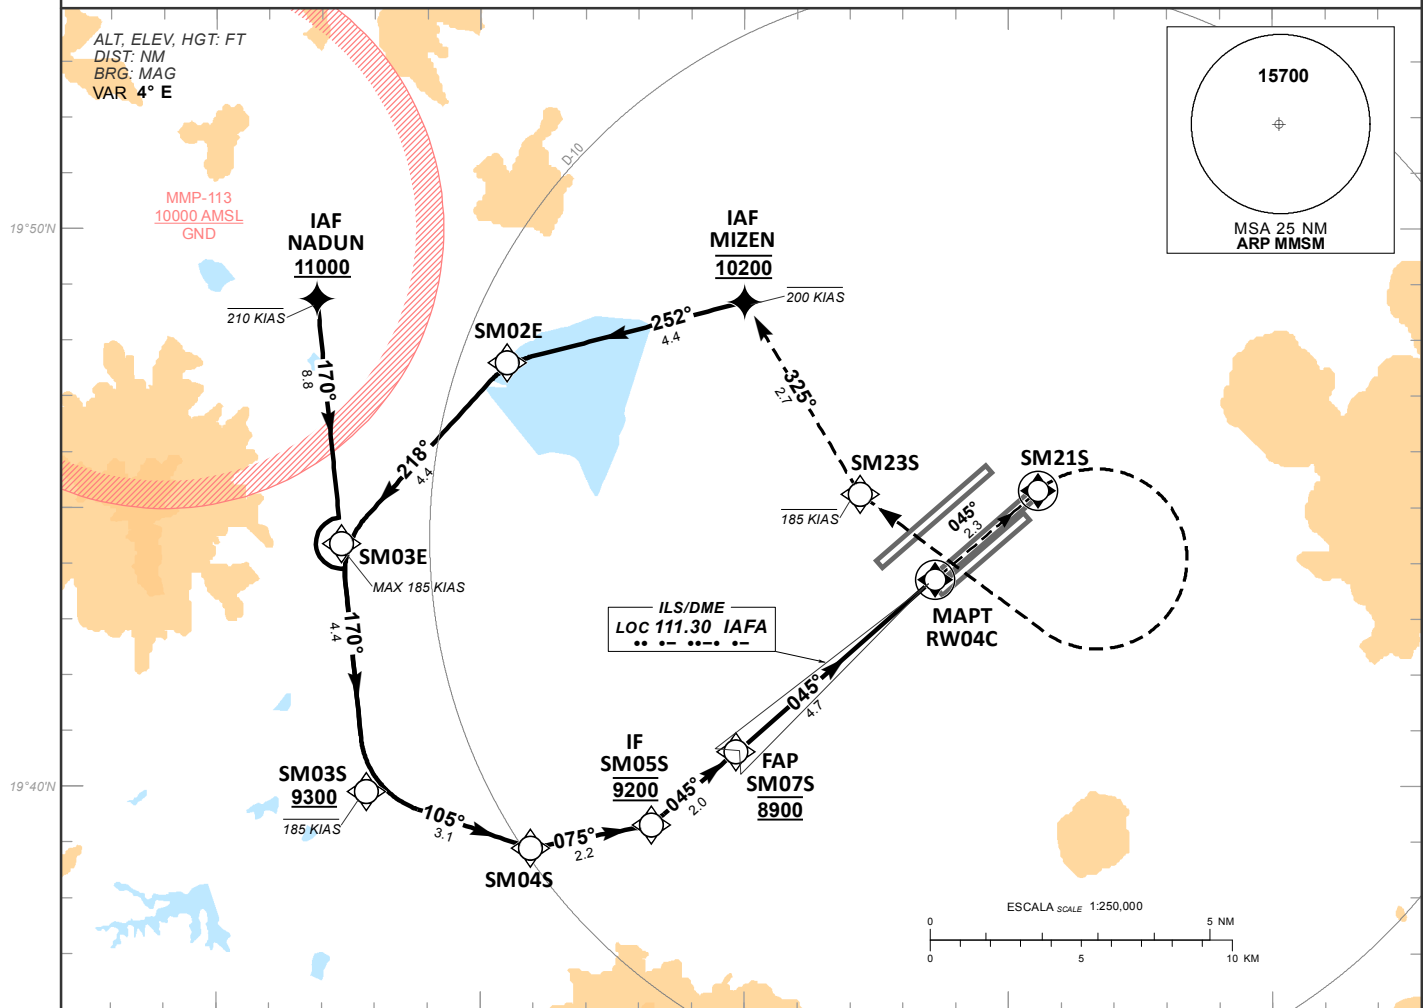 ALT, ELEV, HGT: FT
DIST: NM
BRG: MAG
VAR 4° E
D-10
15700
MSA 25 NM
ARP MMSM
MMP-113
10000 AMSL
GND
19°50'N
IAF
NADUN
11000
210 KIAS
IAF
MIZEN
10200
200 KIAS
SM02E
252°
4.4
170°
8.8
325°
2.7
218°
4.4
SM23S
185 KIAS
SM21S
045°
2.3
SM03E
MAX 185 KIAS
MAPT
RW04C
ILS/DME
LOC 111.30 IAFA
•• •– ••–• •–
170°
4.4
045°
4.7
IF
SM05S
9200
FAP
SM07S
8900
SM03S
9300
185 KIAS
19°40'N
045°
2.0
105°
3.1
075°
2.2
SM04S
ESCALA SCALE 1:250,000
0 5 NM
0 5 10 KM